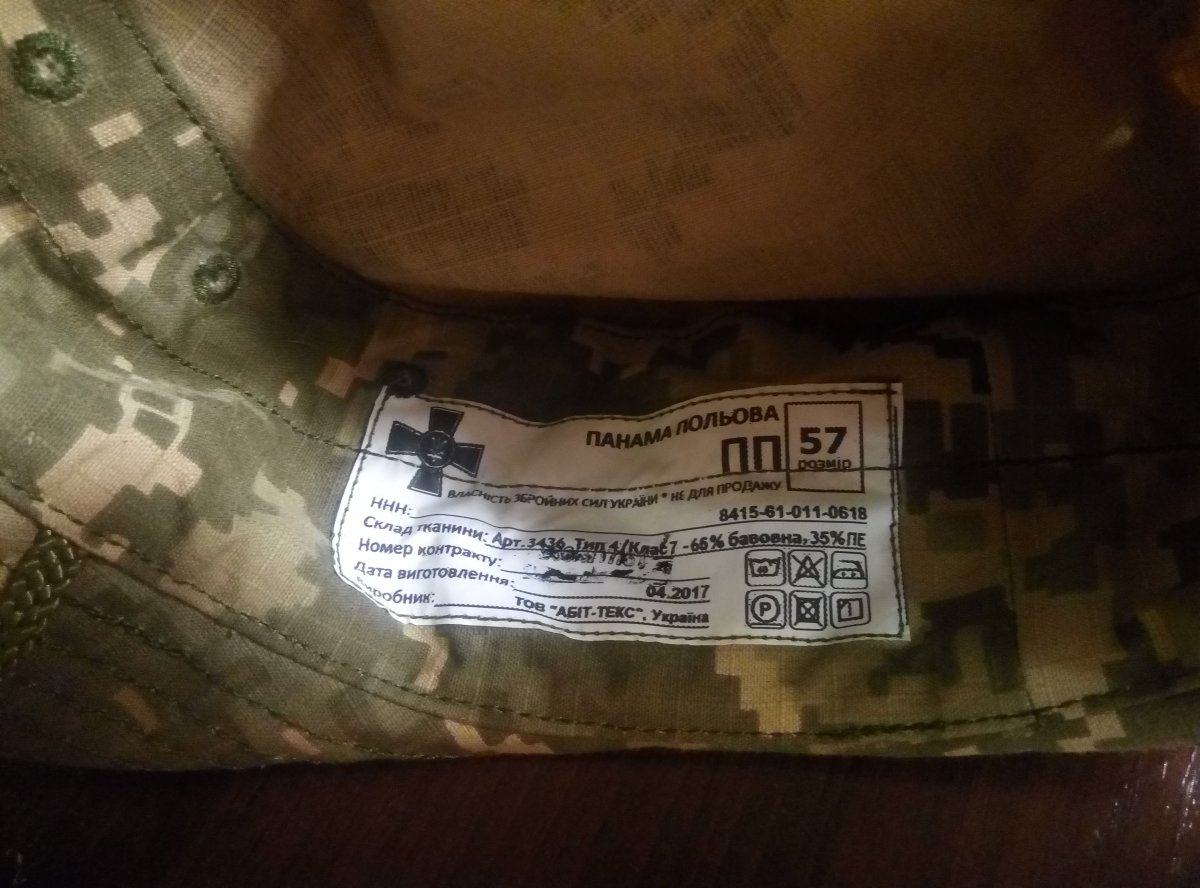 ПАНАМА ПОЛЬОВА
ПП
57
розмір
ВЛАСНІСТЬ ЗБРОЙНИХ СИЛ УКРАЇНИ * НЕ ДЛЯ ПРОДАЖУ
ННН: 8415-61-011-0618
Склад тканини: Арт. 3436, Тип 4/Клас 7 -66% бавовна, 35% ПЕ
Номер контракту:
Дата виготовлення: 04.2017
Виробник: ТОВ "АБІТ-ТЕКС", Україна
P